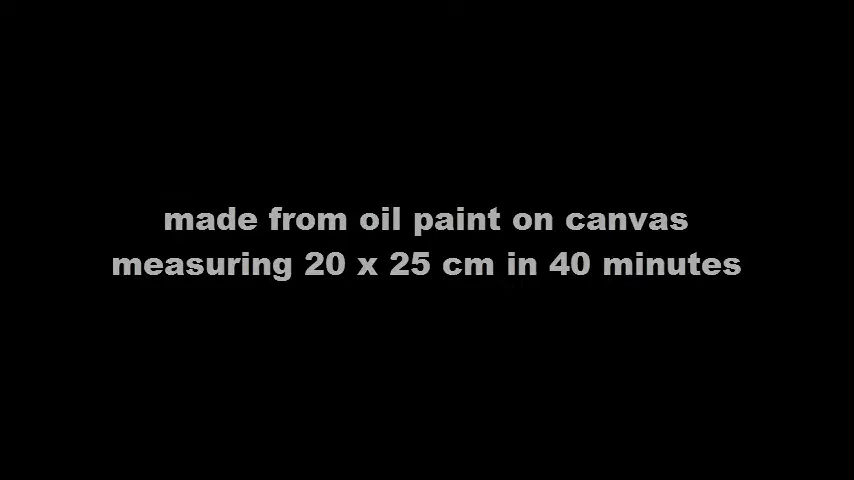 made from oil paint on canvas
measuring 20 x 25 cm in 40 minutes